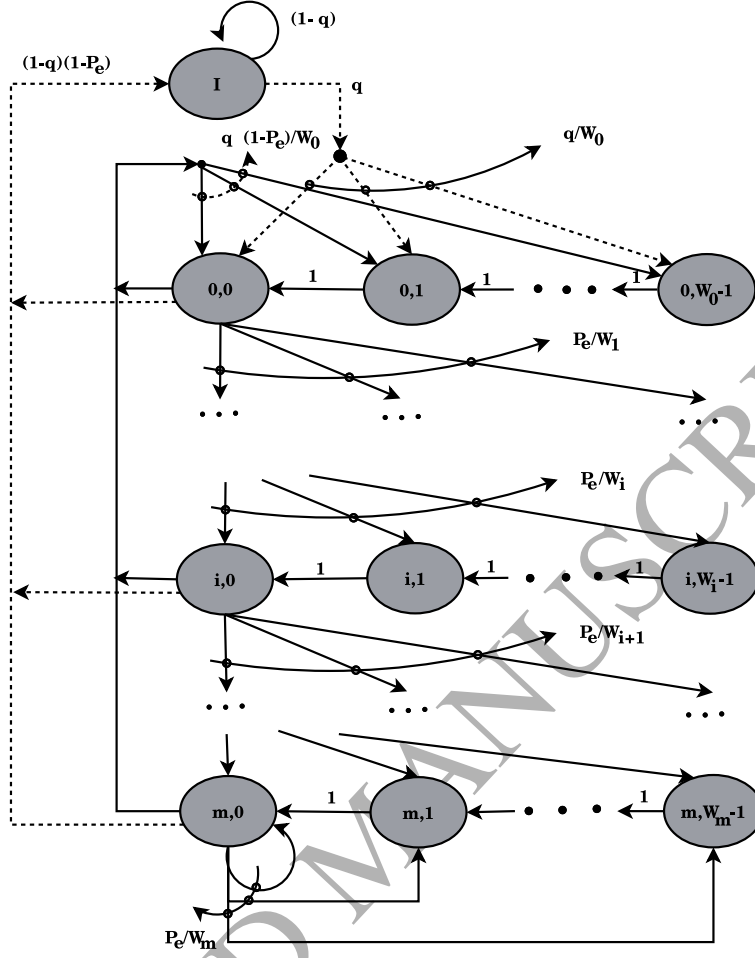 (1-q)
(1-q)(1-Pe)
I
q
q (1-Pe)/W0
q/W0
0,0
1
0,1
1
1
0,W0-1
Pe/W1
Pe/Wi
i,0
1
i,1
1
1
i,Wi-1
Pe/Wi+1
m,0
1
m,1
1
1
m,Wm-1
Pe/Wm
D MANUSCRI